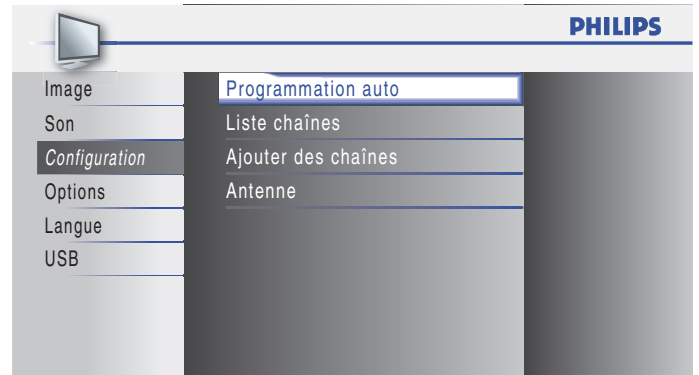 PHILIPS
Image
Son
Configuration
Options
Langue
USB
Programmation auto
Liste chaînes
Ajouter des chaînes
Antenne